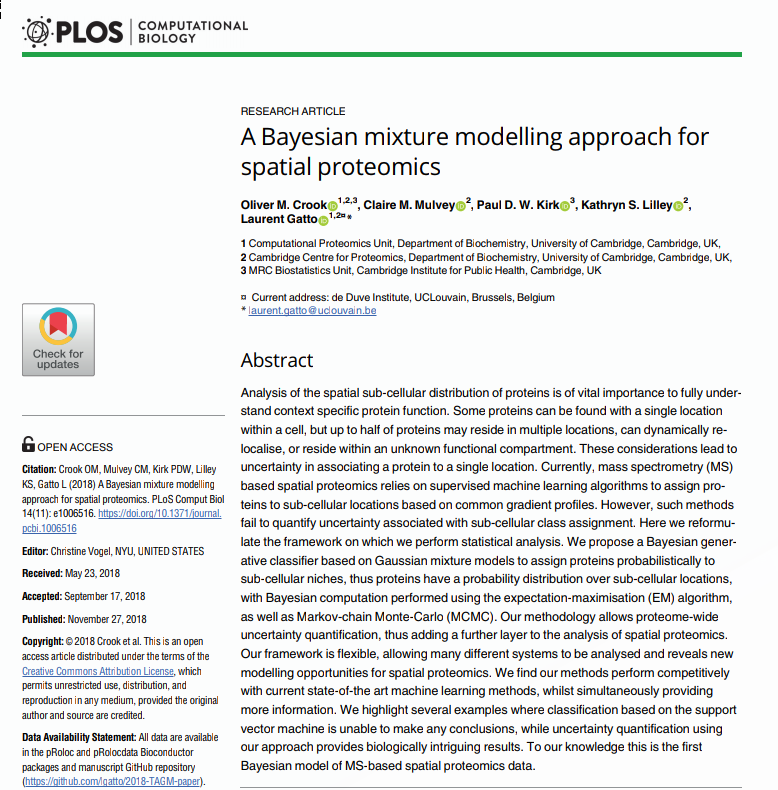 PLOS COMPUTATIONAL
BIOLOGY
RESEARCH ARTICLE
A Bayesian mixture modelling approach for
spatial proteomics
Oliver M. Crook 1,2,3, Claire M. Mulvey 2, Paul D. W. Kirk 3, Kathryn S. Lilley 2,
Laurent Gatto 1,2¤*
1 Computational Proteomics Unit, Department of Biochemistry, University of Cambridge, Cambridge, UK,
2 Cambridge Centre for Proteomics, Department of Biochemistry, University of Cambridge, Cambridge, UK,
3 MRC Biostatistics Unit, Cambridge Institute for Public Health, Cambridge, UK
¤ Current address: de Duve Institute, UCLouvain, Brussels, Belgium
* laurent.gatto@uclouvain.be
Abstract
Analysis of the spatial sub-cellular distribution of proteins is of vital importance to fully under-
stand context specific protein function. Some proteins can be found with a single location
within a cell, but up to half of proteins may reside in multiple locations, can dynamically re-
localise, or reside within an unknown functional compartment. These considerations lead to
uncertainty in associating a protein to a single location. Currently, mass spectrometry (MS)
based spatial proteomics relies on supervised machine learning algorithms to assign pro-
teins to sub-cellular locations based on common gradient profiles. However, such methods
fail to quantify uncertainty associated with sub-cellular class assignment. Here we reformu-
late the framework on which we perform statistical analysis. We propose a Bayesian gener-
ative classifier based on Gaussian mixture models to assign proteins probabilistically to
sub-cellular niches, thus proteins have a probability distribution over sub-cellular locations,
with Bayesian computation performed using the expectation-maximisation (EM) algorithm,
as well as Markov-chain Monte-Carlo (MCMC). Our methodology allows proteome-wide
uncertainty quantification, thus adding a further layer to the analysis of spatial proteomics.
Our framework is flexible, allowing many different systems to be analysed and reveals new
modelling opportunities for spatial proteomics. We find our methods perform competitively
with current state-of-the art machine learning methods, whilst simultaneously providing
more information. We highlight several examples where classification based on the support
vector machine is unable to make any conclusions, while uncertainty quantification using
our approach provides biologically intriguing results. To our knowledge this is the first
Bayesian model of MS-based spatial proteomics data.
Check for
updates
OPEN ACCESS
Citation: Crook OM, Mulvey CM, Kirk PDW, Lilley
KS, Gatto L (2018) A Bayesian mixture modelling
approach for spatial proteomics. PLoS Comput Biol
14(11): e1006516. https://doi.org/10.1371/journal.
pcbi.1006516
Editor: Christine Vogel, NYU, UNITED STATES
Received: May 23, 2018
Accepted: September 17, 2018
Published: November 27, 2018
Copyright: © 2018 Crook et al. This is an open
access article distributed under the terms of the
Creative Commons Attribution License, which
permits unrestricted use, distribution, and
reproduction in any medium, provided the original
author and source are credited.
Data Availability Statement: All data are available
in the pRoloc and pRolocdata Bioconductor
packages and manuscript GitHub repository
(https://github.com/lgatto/2018-TAGM-paper).